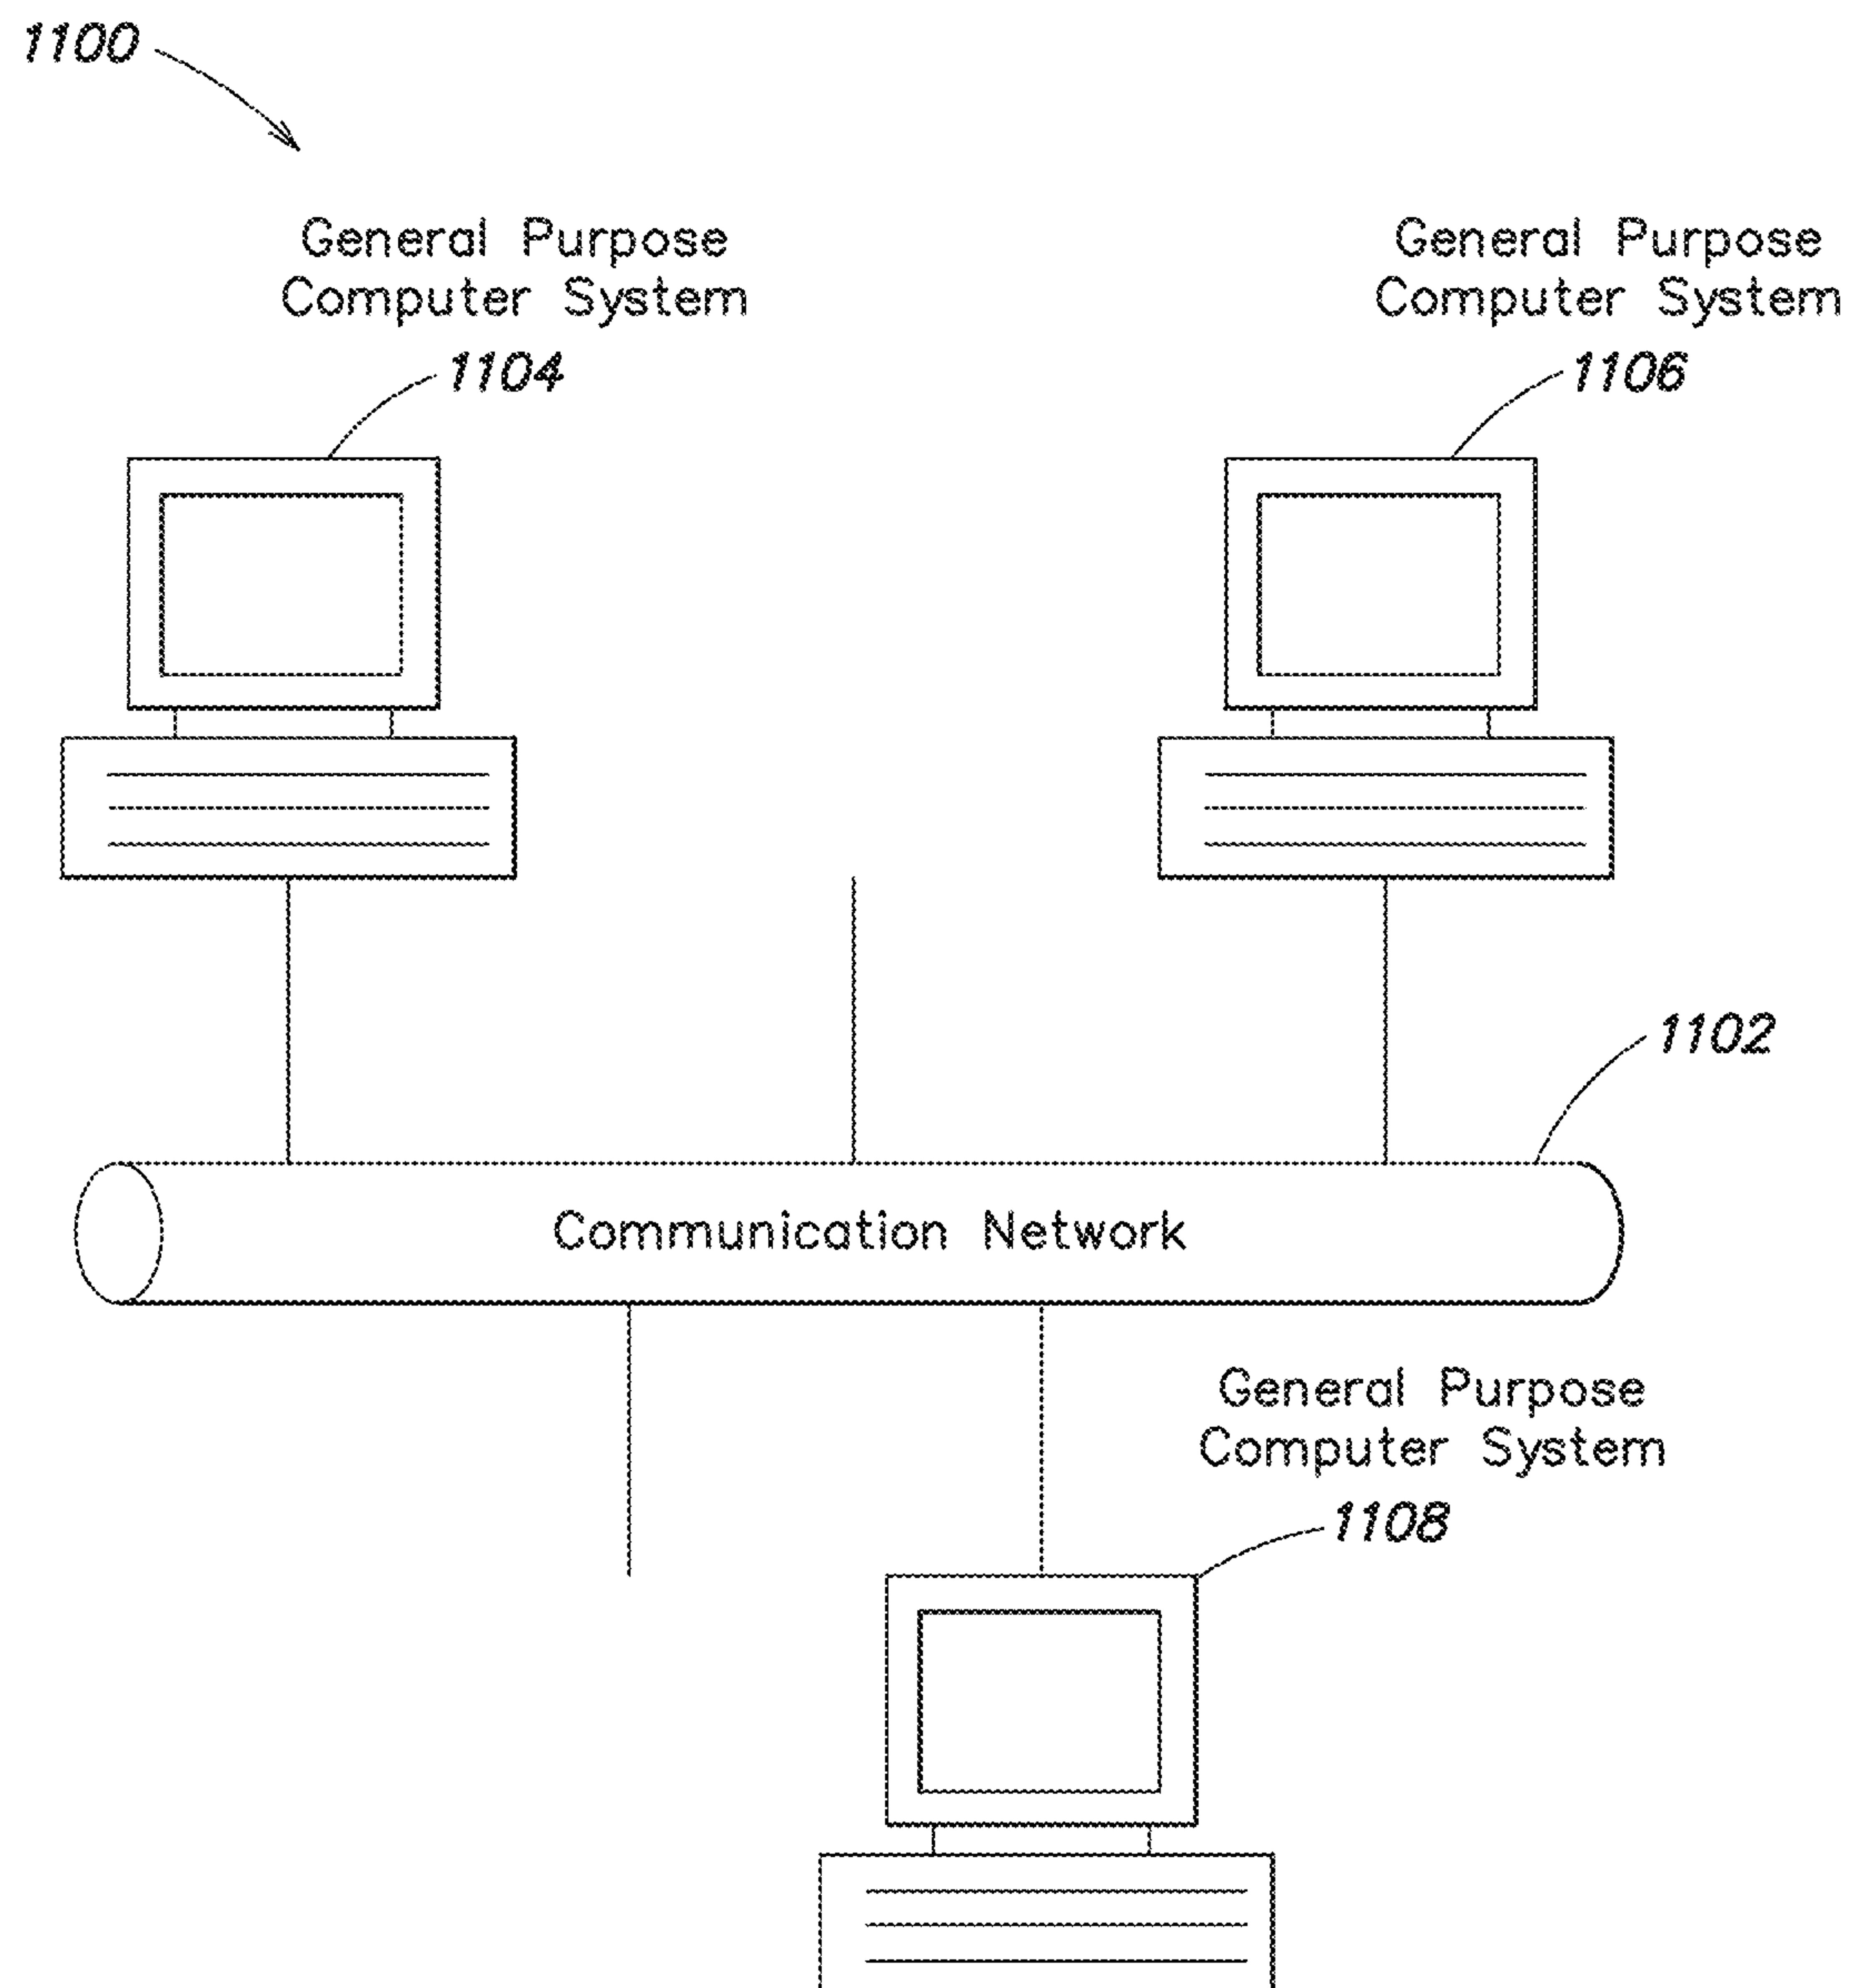 1100
General Purpose
Computer System
1104
General Purpose
Computer System
1106
1102
Communication Network
General Purpose
Computer System
1108